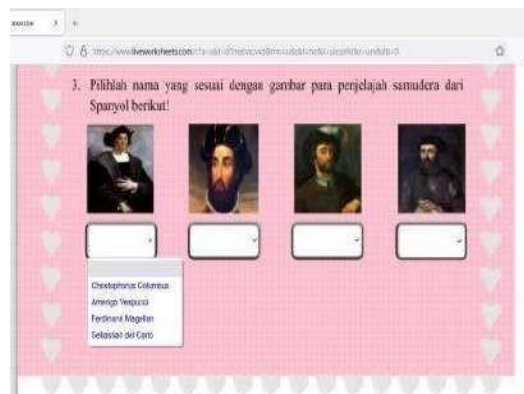 3. Pilihlah nama yang sesuai dengan gambar para penjelajah samudera dari
Spanyol berikut!
Christophorus Columbus
Amerigo Vespucci
Ferdinand Magellan
Sebastian del Cano